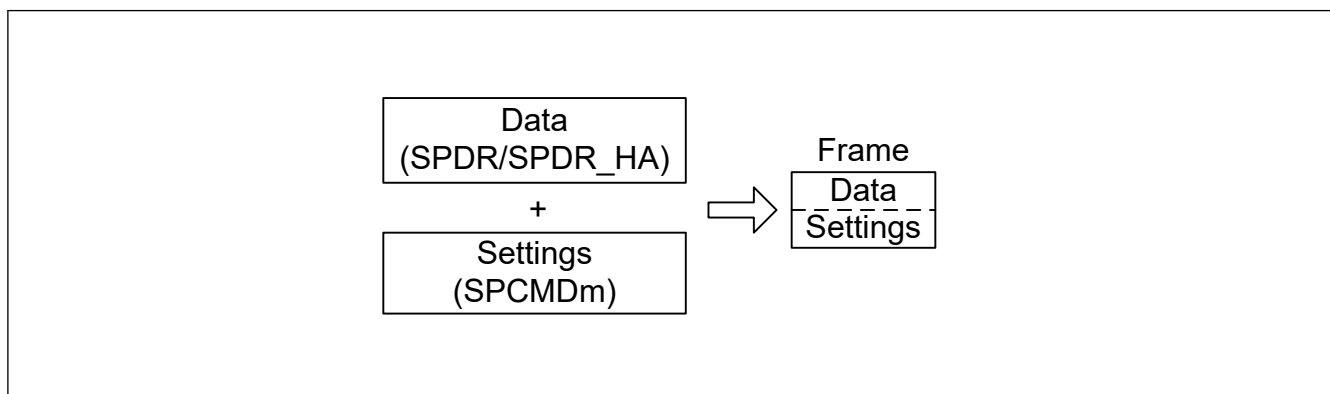 Data
(SPDR/SPDR_HA)
+
Settings
(SPCMDm)
Frame
Data
Settings